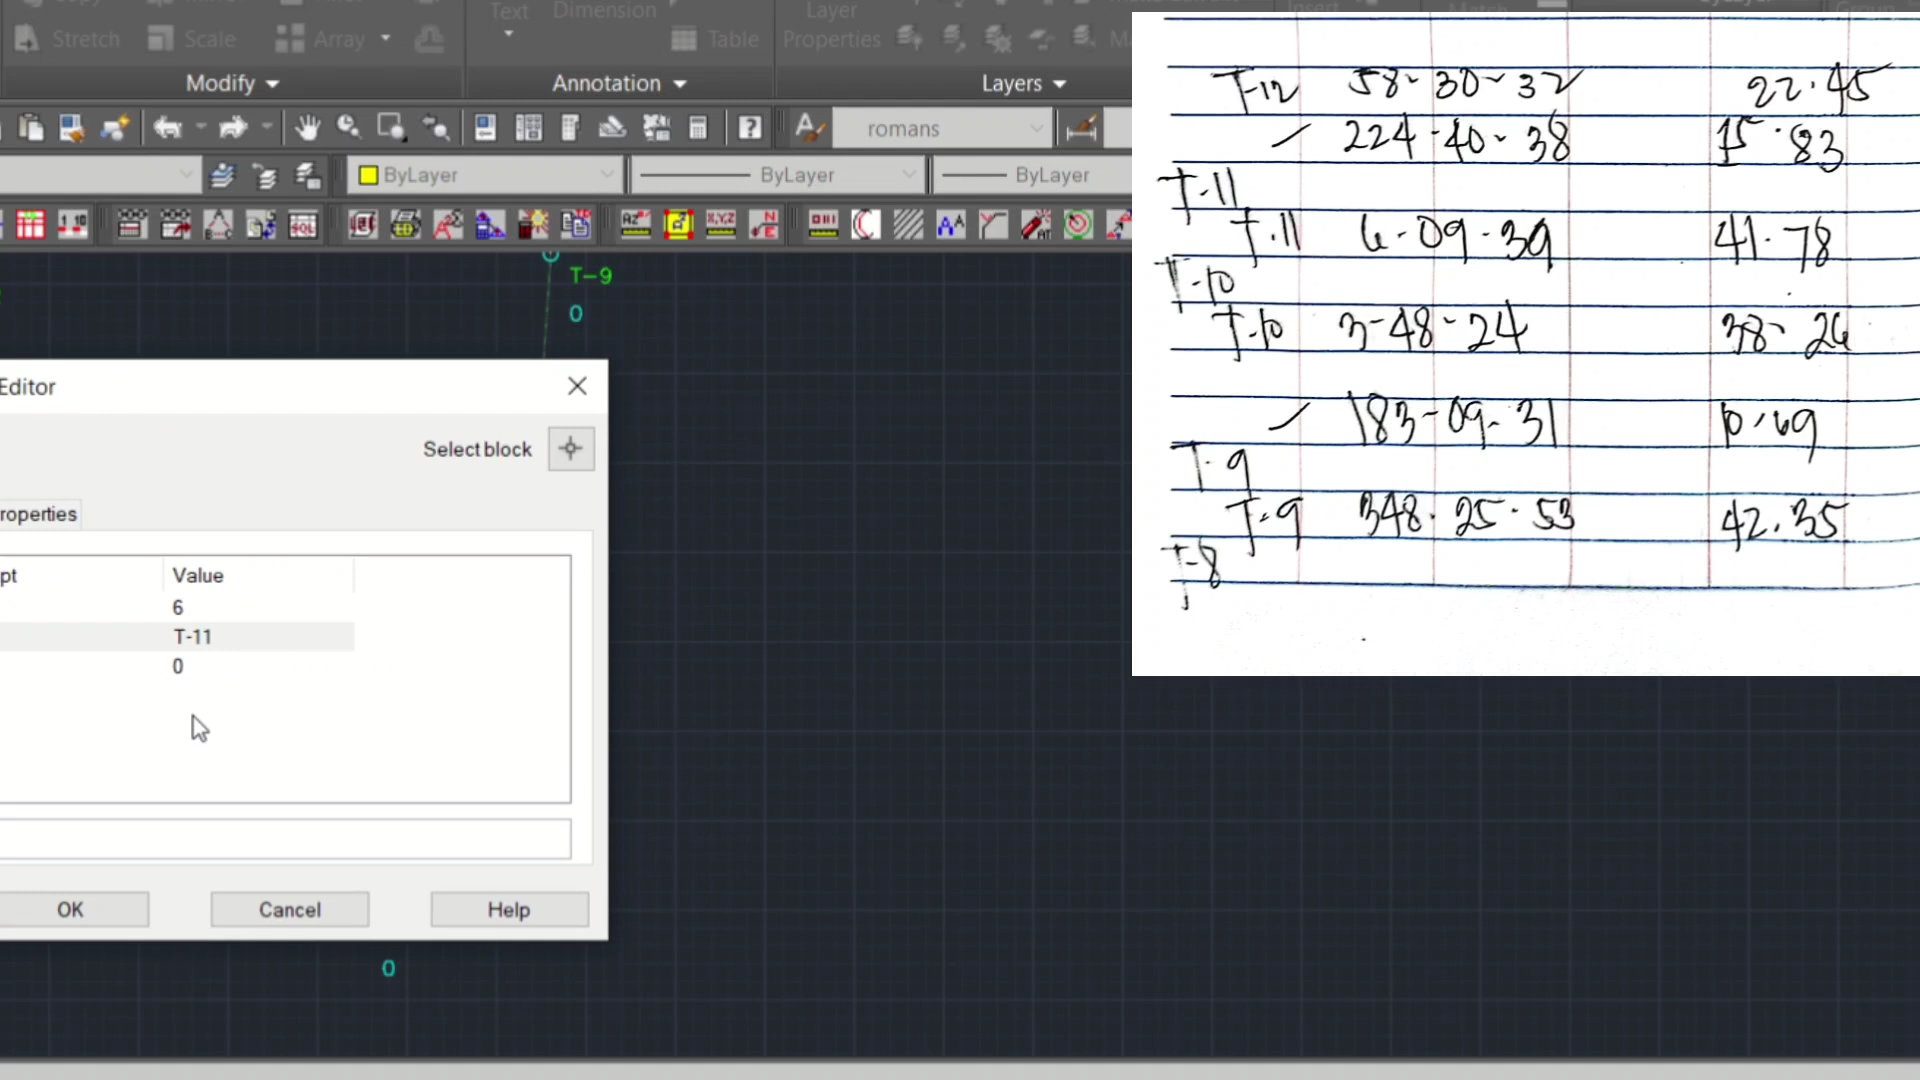 Stretch Scale Array Text Dimension Table Layer Properties
Modify Annotation Layers
romans
ByLayer ByLayer ByLayer
T-9
0
Editor
Select block
roperties
pt Value
6
T-11
0
OK Cancel Help
0
T-12 58-30-32 22.45
224-40-38 15.83
T-11
T-11 6-09-39 41.78
T-10
T-10 3-48-24 38-26
183-09-31 10.69
T-9
T-9 348-25-53 42.35
T-8